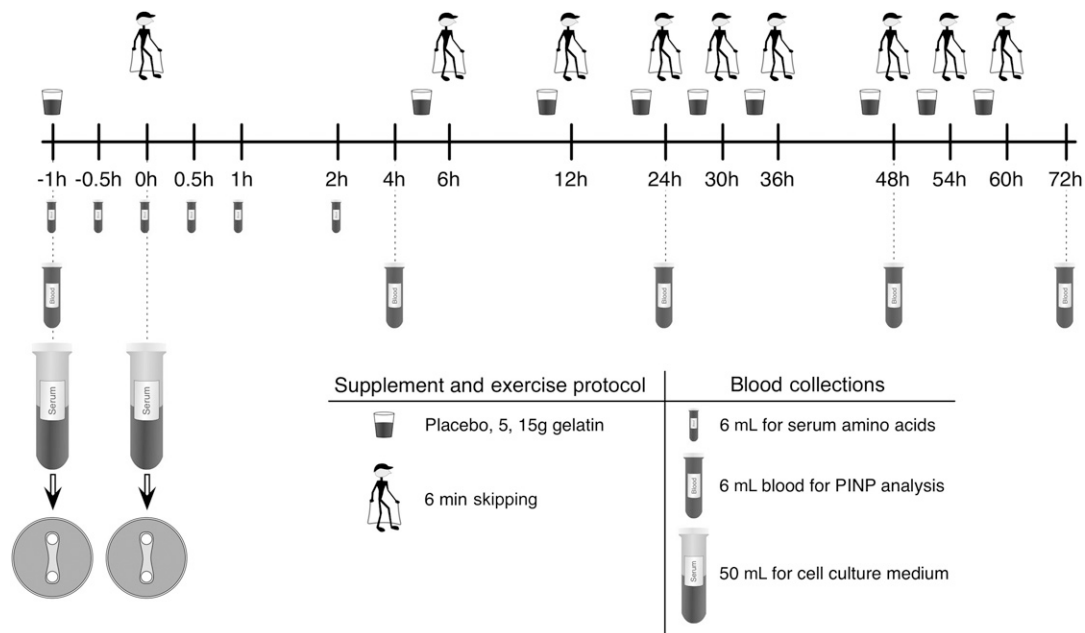 -1h -0.5h 0h 0.5h 1h 2h 4h 6h 12h 24h 30h 36h 48h 54h 60h 72h
Blood Blood Blood Blood Blood
Serum Serum
Supplement and exercise protocol
Placebo, 5, 15g gelatin
6 min skipping
Blood collections
6 mL for serum amino acids
Blood
6 mL blood for PINP analysis
Serum
50 mL for cell culture medium